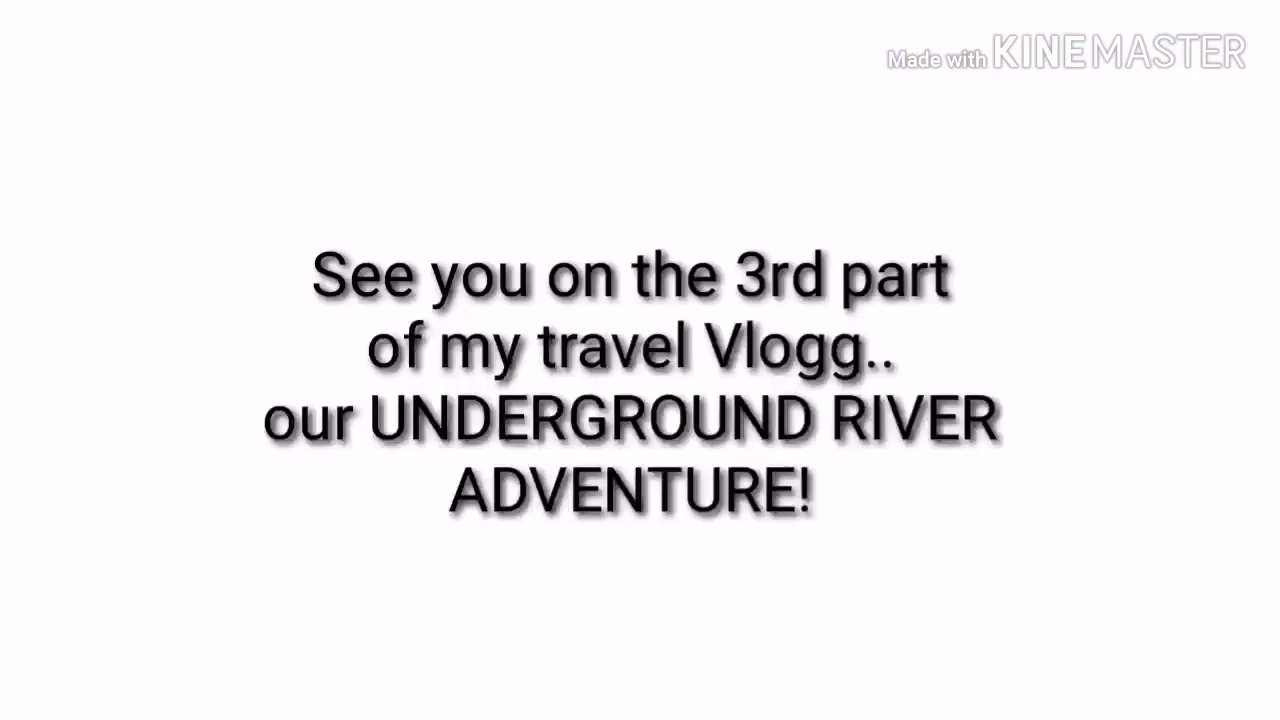 Made with KINEMASTER
See you on the 3rd part
of my travel Vlogg..
our UNDERGROUND RIVER
ADVENTURE!